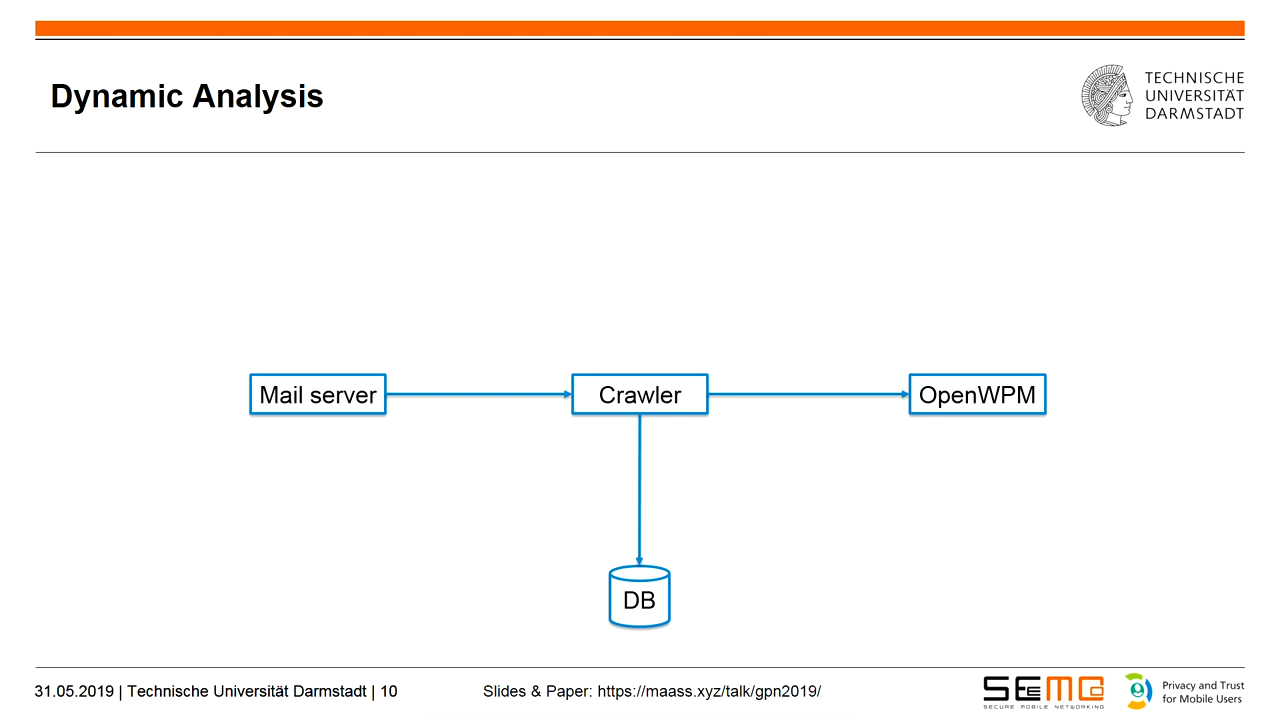 Dynamic Analysis
TECHNISCHE
UNIVERSITÄT
DARMSTADT
Mail server
Crawler
OpenWPM
DB
31.05.2019 | Technische Universität Darmstadt | 10
Slides & Paper: https://maass.xyz/talk/gpn2019/
SEEMOO
SECURE MOBILE NETWORKING
Privacy and Trust
for Mobile Users